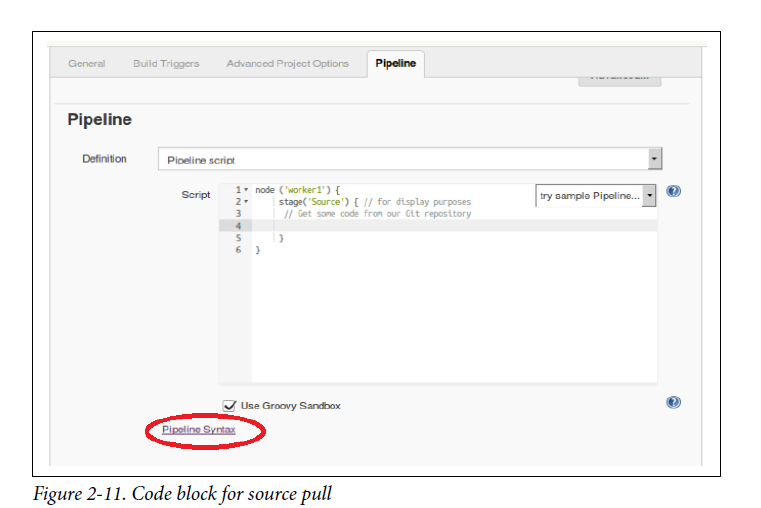 General Build Triggers Advanced Project Options Pipeline
Pipeline
Definition Pipeline script
Script
try sample Pipeline...
1 node ('worker1') {
2 stage('Source') { // for display purposes
3 // Get some code from our Git repository
4
5 }
6 }
Use Groovy Sandbox
Pipeline Syntax
Figure 2-11. Code block for source pull